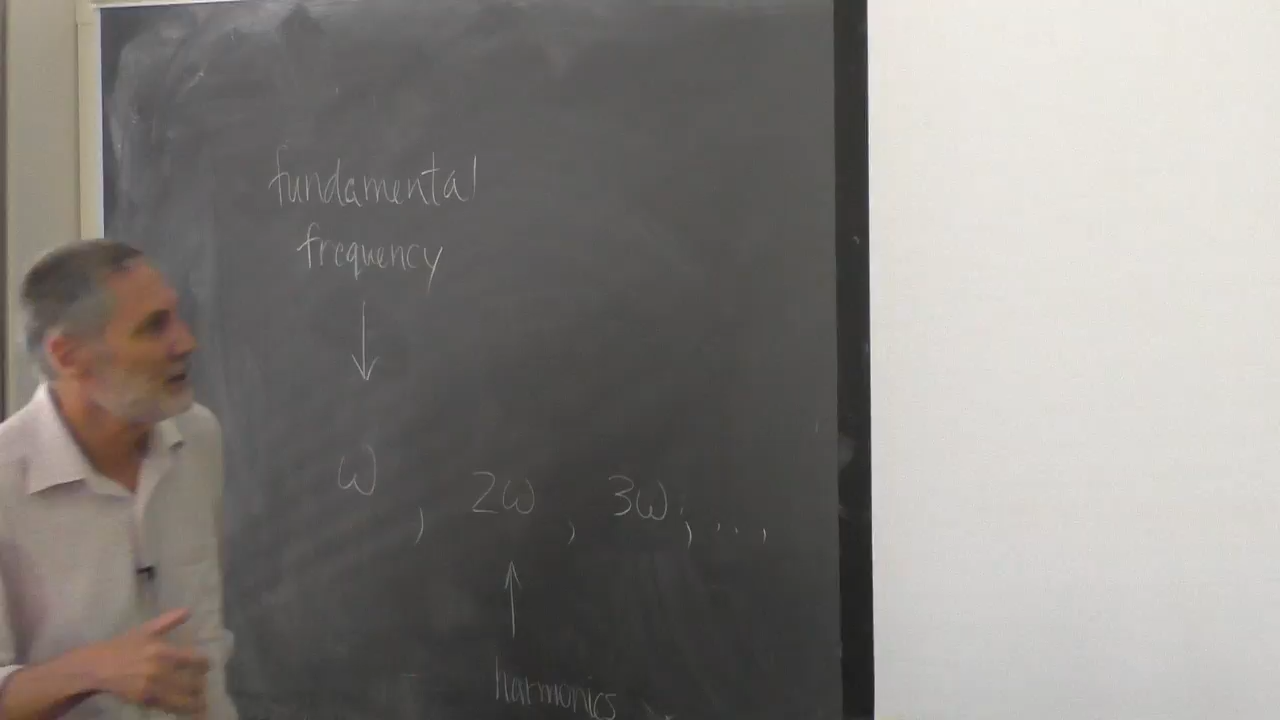 fundamental
frequency
↓
ω, 2ω, 3ω, ...,
↑
harmonics